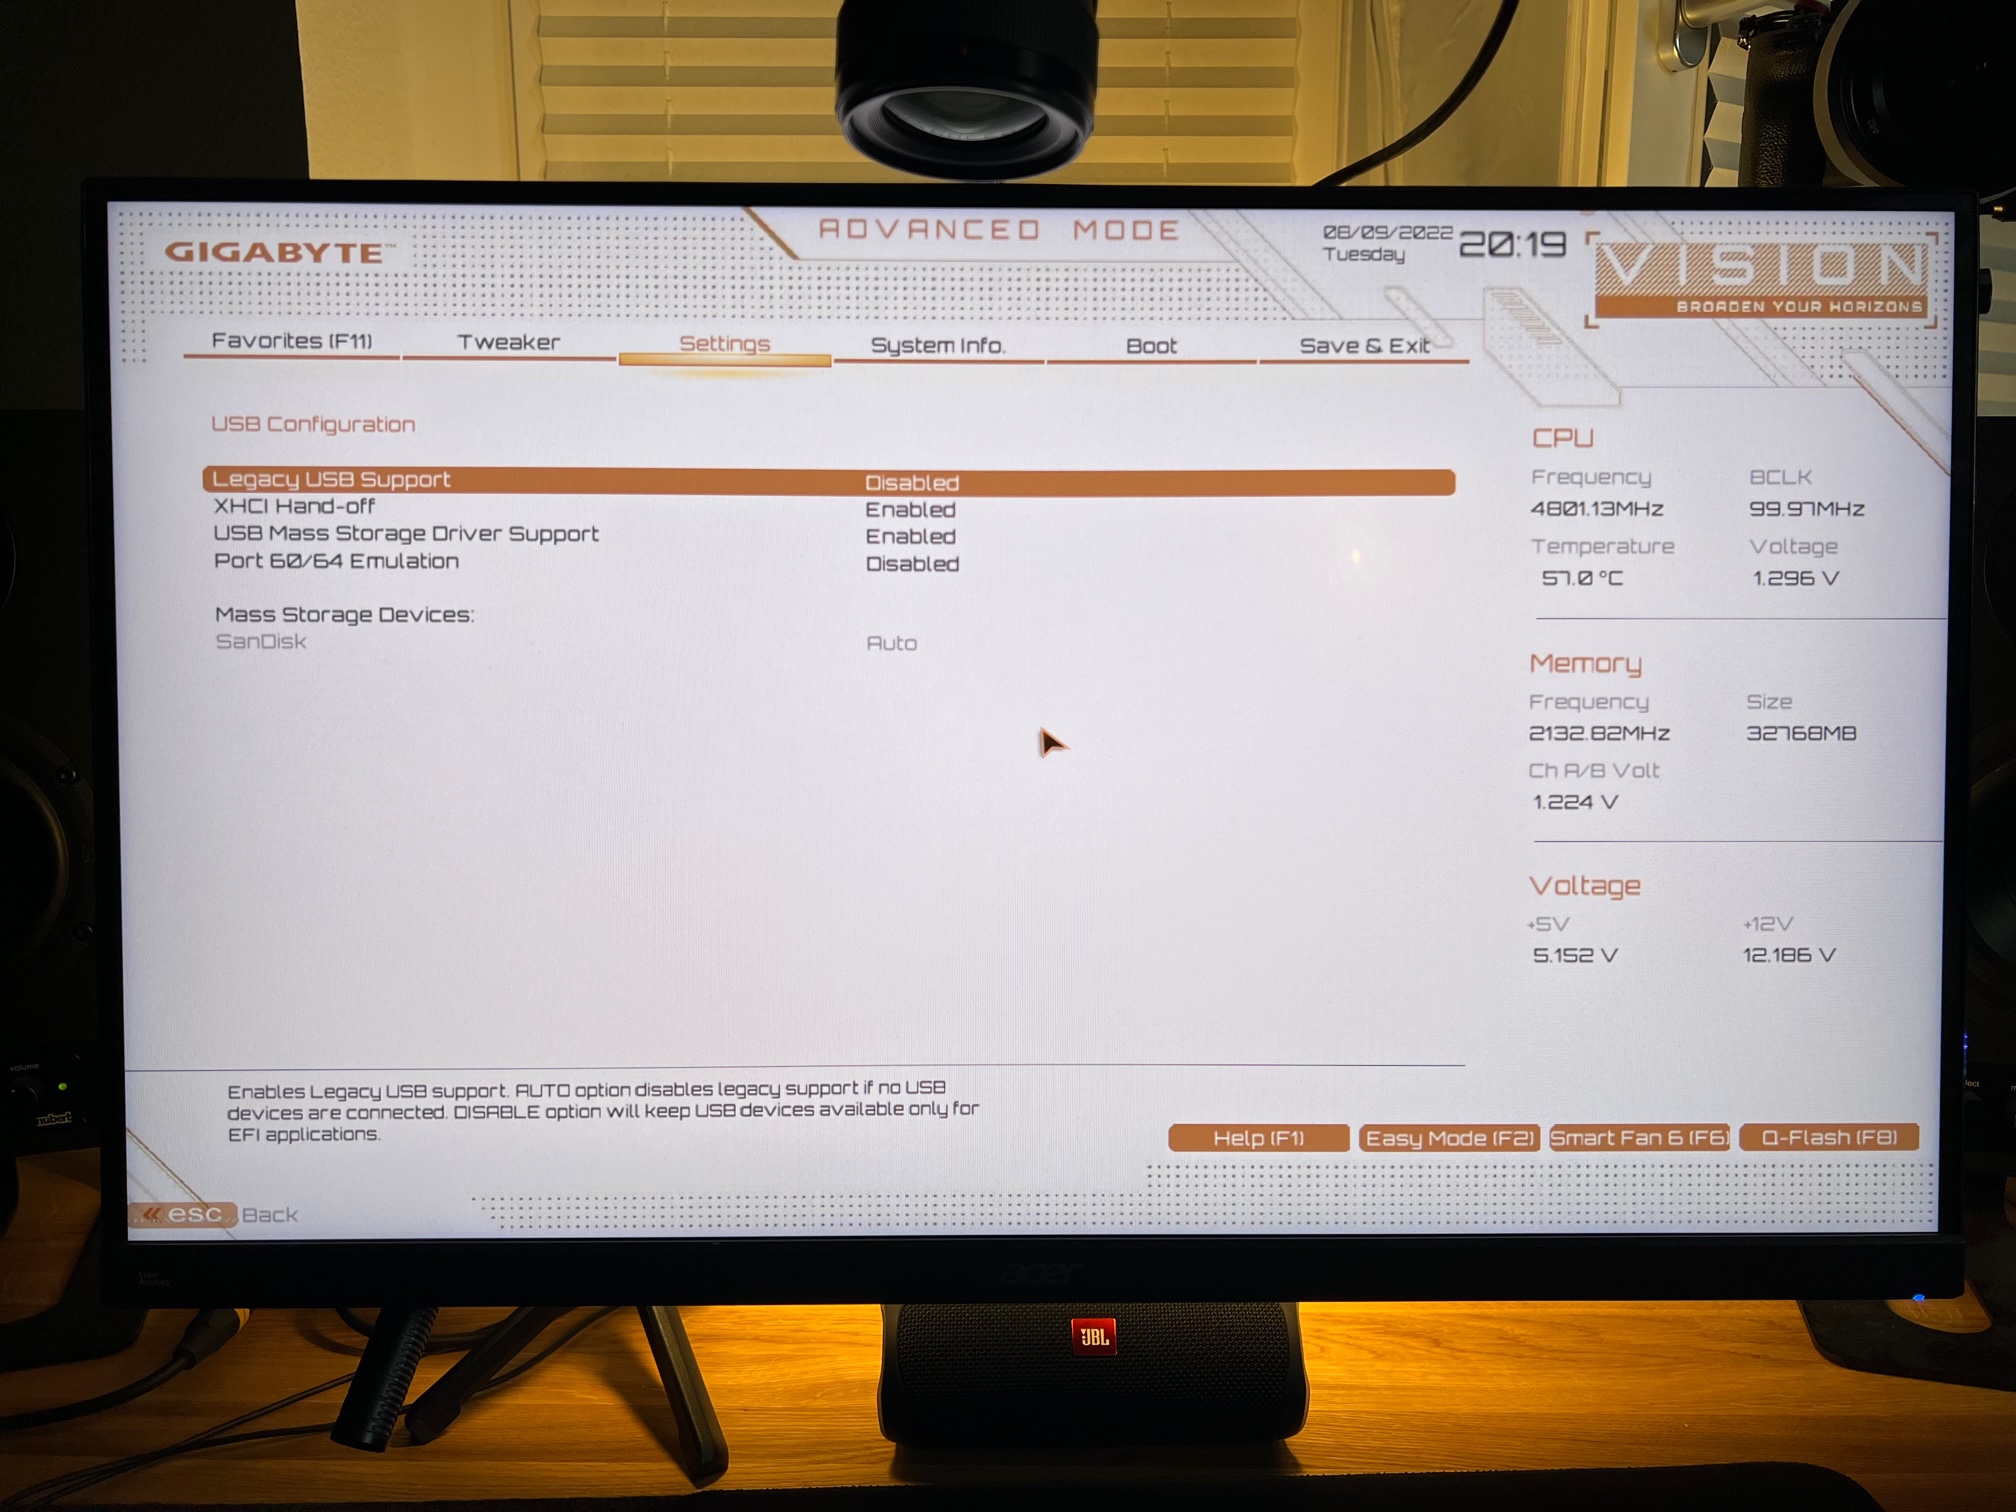 GIGABYTE™
ADVANCED MODE
08/09/2022
Tuesday
20:19
VISION
BROADEN YOUR HORIZONS
Favorites (F11) Tweaker Settings System Info. Boot Save & Exit
USB Configuration
Legacy USB Support Disabled
XHCI Hand-off Enabled
USB Mass Storage Driver Support Enabled
Port 60/64 Emulation Disabled
Mass Storage Devices:
SanDisk Auto
CPU
Frequency BCLK
4801.13MHz 99.97MHz
Temperature Voltage
57.0 °C 1.296 V
Memory
Frequency Size
2132.82MHz 32768MB
Ch A/B Volt
1.224 V
Voltage
+5V +12V
5.152 V 12.186 V
Enables Legacy USB support. AUTO option disables legacy support if no USB
devices are connected. DISABLE option will keep USB devices available only for
EFI applications.
Help (F1) Easy Mode (F2) Smart Fan 6 (F6) Q-Flash (F8)
esc Back
acer
JBL
volume
nubert